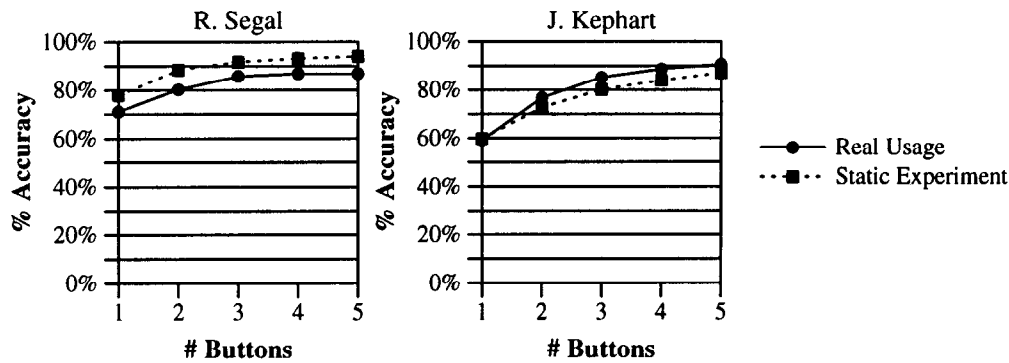 R. Segal
100%
80%
60%
40%
20%
0%
% Accuracy
1 2 3 4 5
# Buttons
J. Kephart
100%
80%
60%
40%
20%
0%
% Accuracy
1 2 3 4 5
# Buttons
Real Usage
Static Experiment